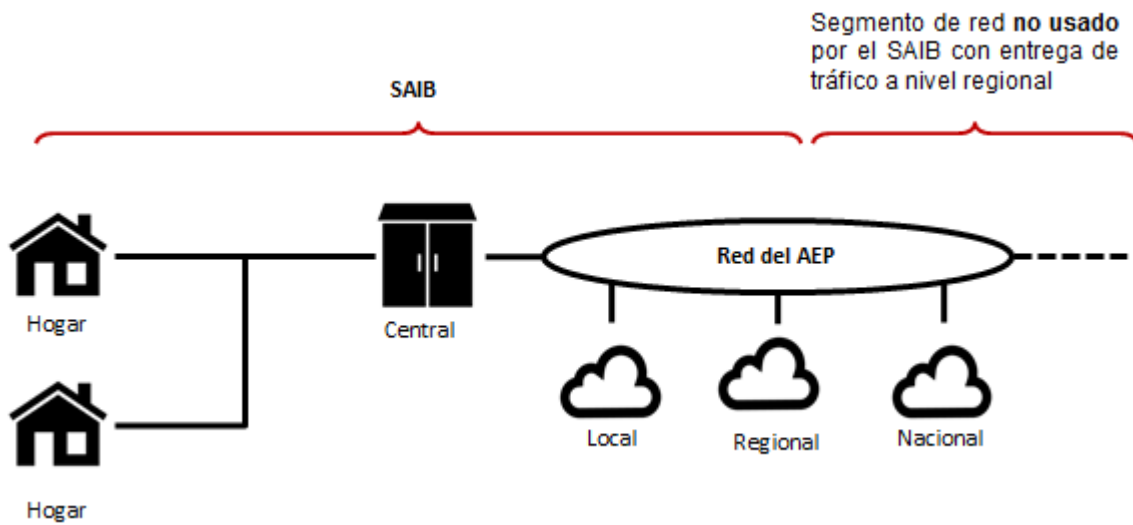 Segmento de red no usado
por el SAIB con entrega de
tráfico a nivel regional
SAIB
Red del AEP
Hogar
Central
Local
Regional
Nacional
Hogar